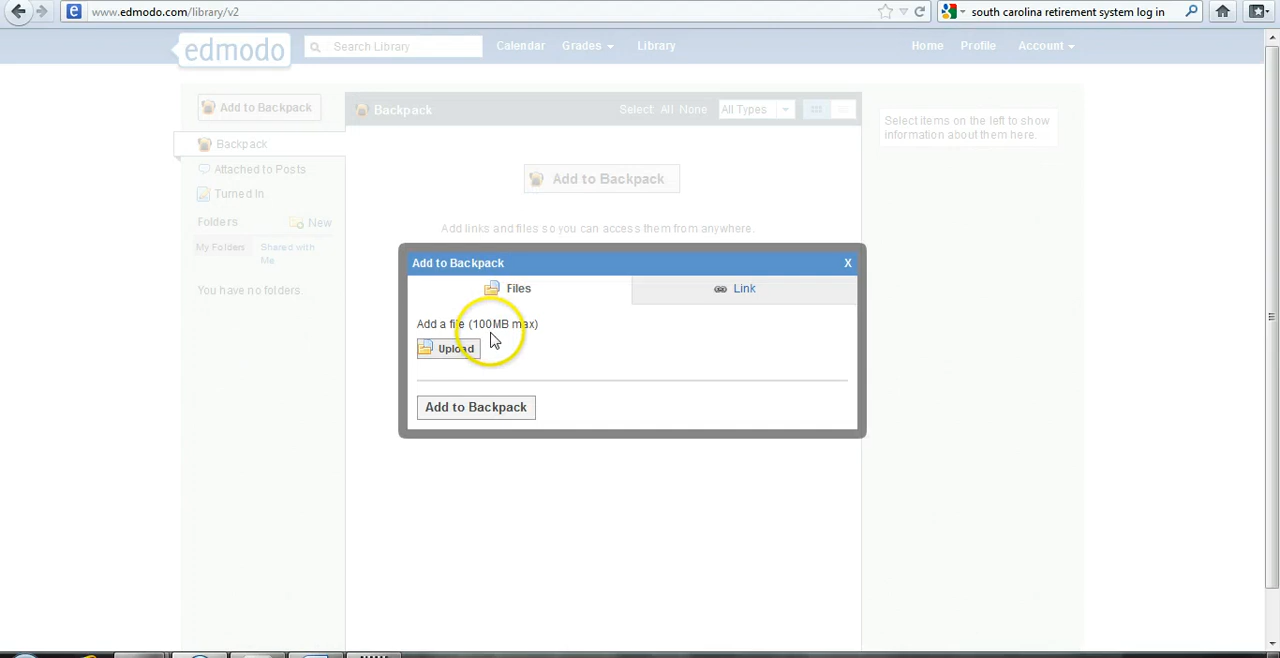 www.edmodo.com/library/v2
south carolina retirement system log in
edmodo
Search Library
Calendar
Grades
Library
Home
Profile
Account
Add to Backpack
Backpack
Attached to Posts
Turned In
Folders
New
My Folders
Shared with
Me
You have no folders.
Backpack
Select: All None
All Types
Add to Backpack
Add links and files so you can access them from anywhere.
Select items on the left to show
information about them here.
Add to Backpack
X
Files
Link
Add a file (100MB max)
Upload
Add to Backpack